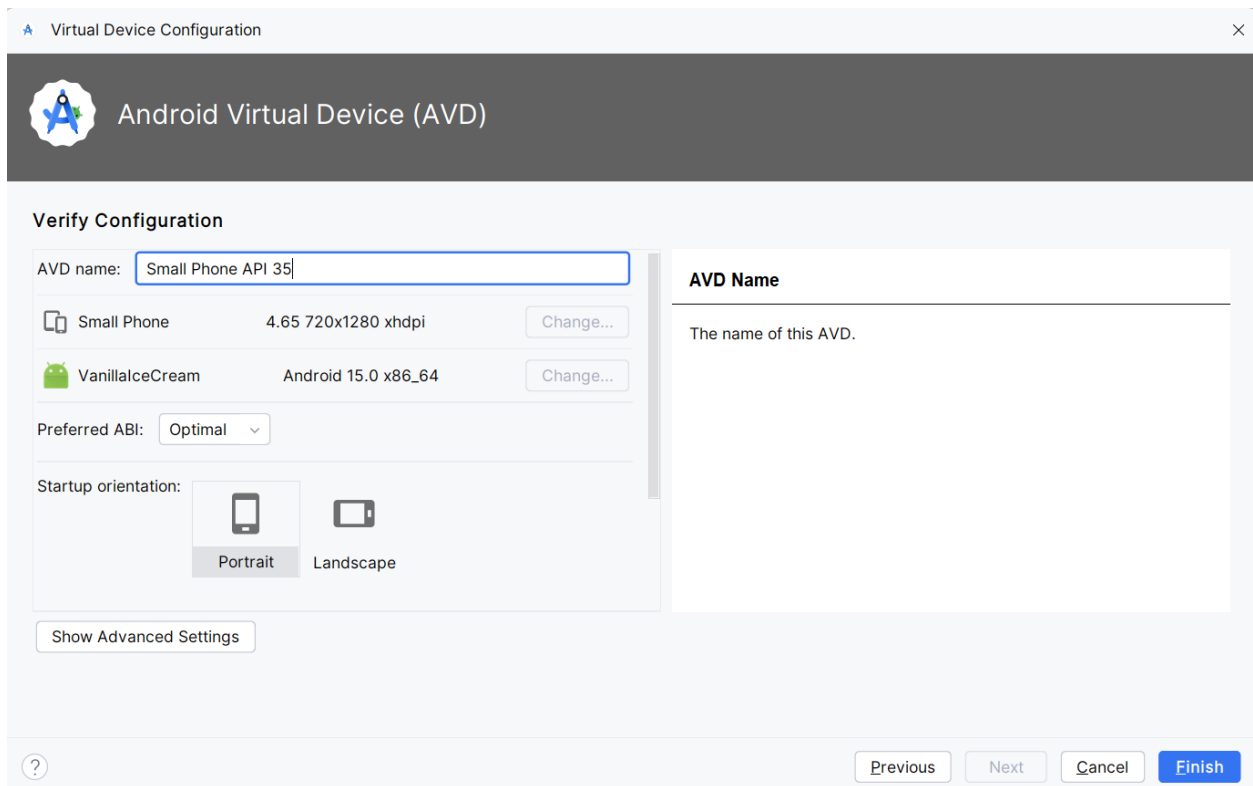 Virtual Device Configuration
Android Virtual Device (AVD)
Verify Configuration
AVD name: Small Phone API 35
Small Phone 4.65 720x1280 xhdpi Change...
VanillaIceCream Android 15.0 x86_64 Change...
Preferred ABI: Optimal
Startup orientation:
Portrait Landscape
Show Advanced Settings
AVD Name
The name of this AVD.
? Previous Next Cancel Finish